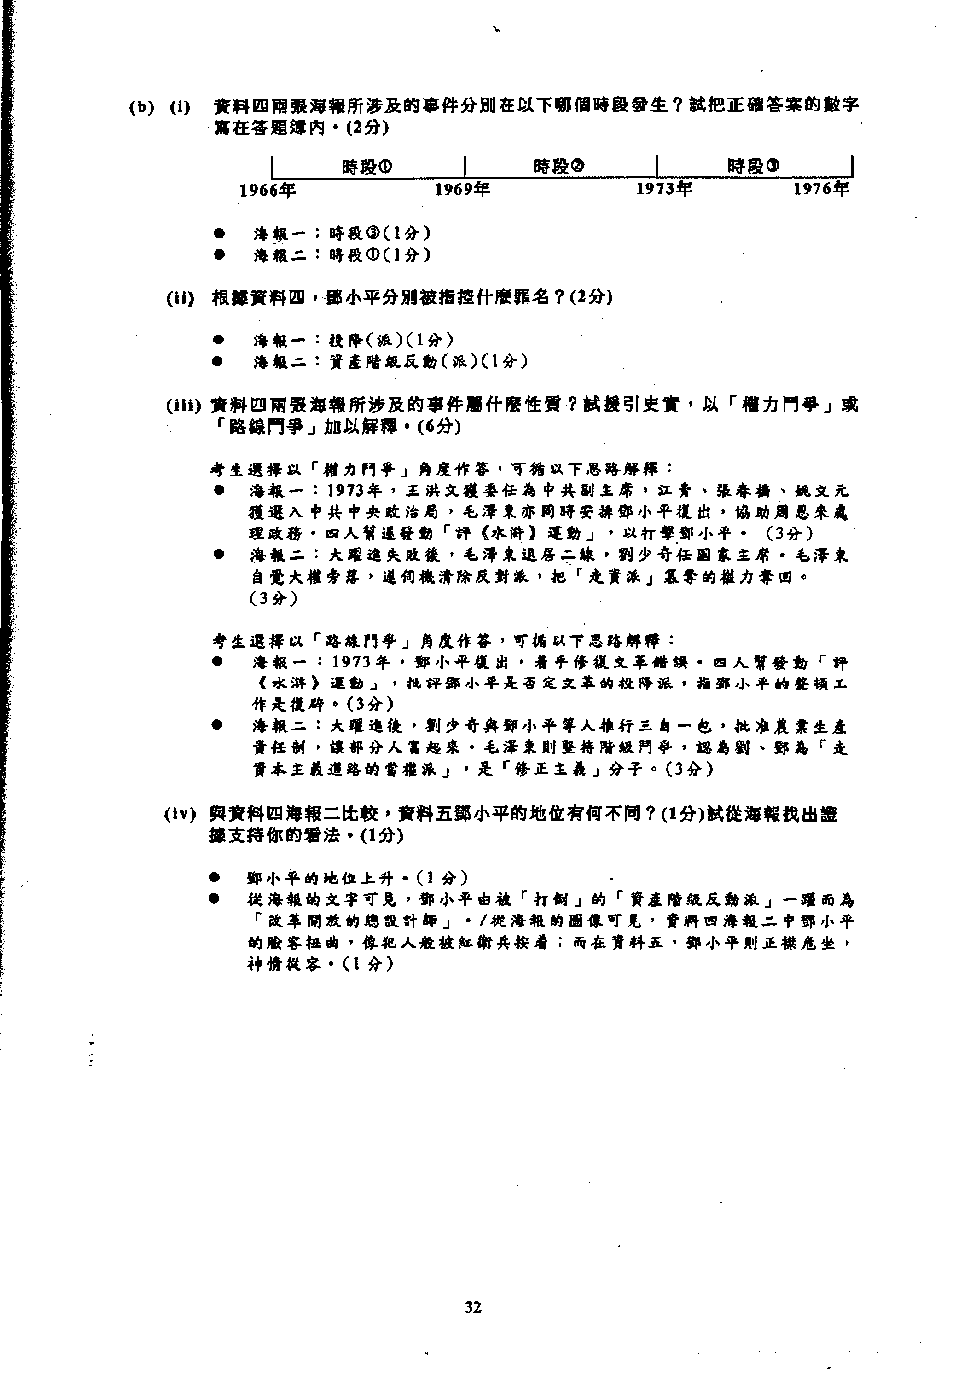 (b) (i) 資料四兩張海報所涉及的事件分別在以下哪個時段發生？試把正確答案的數字
寫在答題簿內。(2分)
時段① 時段② 時段③
1966年 1969年 1973年 1976年
● 海報一：時段③(1分)
● 海報二：時段①(1分)
(ii) 根據資料四，鄧小平分別被指控什麼罪名？(2分)
● 海報一：投降(派)(1分)
● 海報二：資產階級反動(派)(1分)
(iii) 資料四兩張海報所涉及的事件屬什麼性質？試援引史實，以「權力鬥爭」或
「路線鬥爭」加以解釋。(6分)
考生選擇以「權力鬥爭」角度作答，可循以下思路解釋：
● 海報一：1973年，王洪文獲委任為中共副主席，江青、張春橋、姚文元
獲選入中共中央政治局，毛澤東亦同時安排鄧小平復出，協助周恩來處
理政務。四人幫遂發動「評《水滸》運動」，以打擊鄧小平。 (3分)
● 海報二：大躍進失敗後，毛澤東退居二線，劉少奇任國家主席。毛澤東
自覺大權旁落，遂伺機清除反對派，把「走資派」篡奪的權力奪回。
(3分)
考生選擇以「路線鬥爭」角度作答，可循以下思路解釋：
● 海報一：1973年，鄧小平復出，着手修復文革錯誤。四人幫發動「評
《水滸》運動」，批評鄧小平是否定文革的投降派，指鄧小平的整頓工
作是復辟。(3分)
● 海報二：大躍進後，劉少奇與鄧小平等人推行三自一包，批准農業生產
責任制，讓部分人富起來。毛澤東則堅持階級鬥爭，認為劉、鄧為「走
資本主義道路的當權派」，是「修正主義」分子。(3分)
(iv) 與資料四海報二比較，資料五鄧小平的地位有何不同？(1分)試從海報找出證
據支持你的看法。(1分)
● 鄧小平的地位上升。(1分)
● 從海報的文字可見，鄧小平由被「打倒」的「資產階級反動派」一躍而為
「改革開放的總設計師」。/從海報的圖像可見，資料四海報二中鄧小平
的臉容扭曲，像犯人般被紅衛兵按着；而在資料五，鄧小平則正襟危坐，
神情從容。(1分)
32